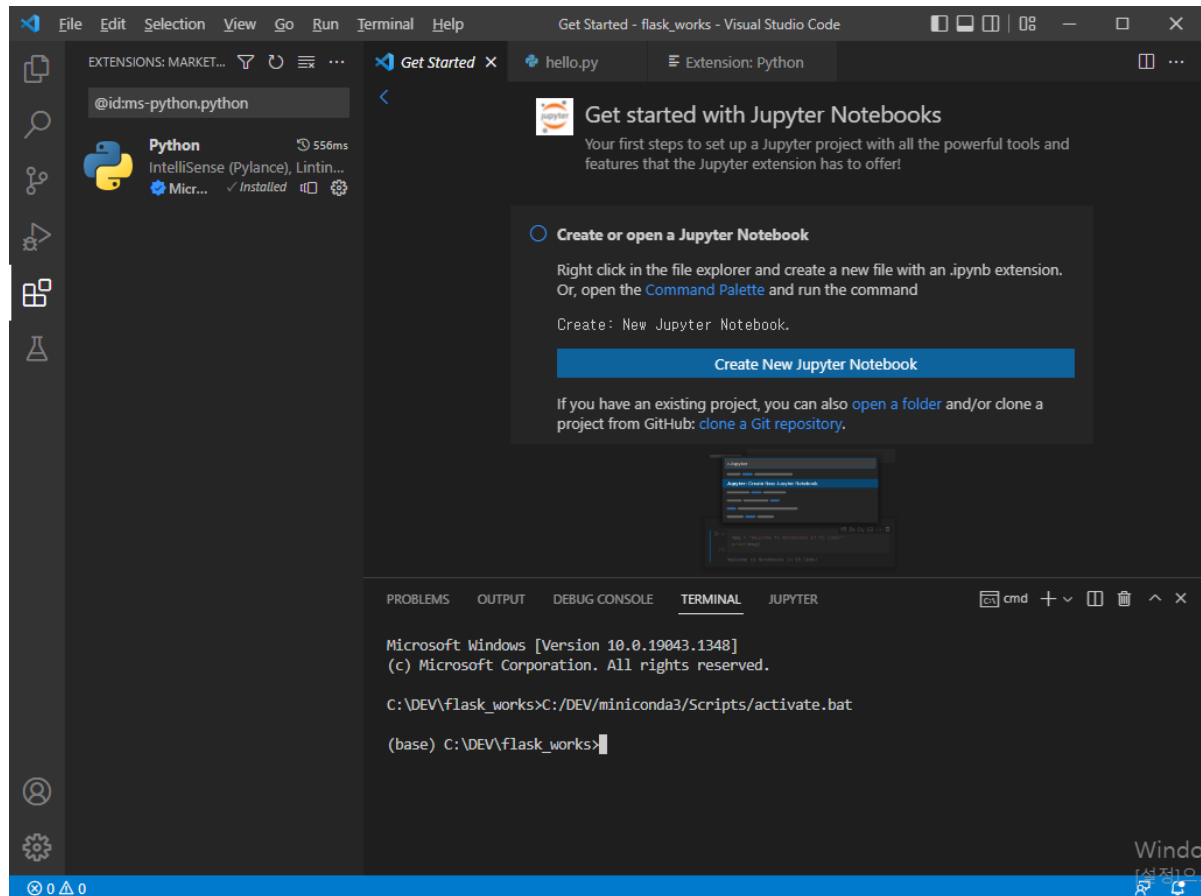 File Edit Selection View Go Run Terminal Help Get Started - flask_works - Visual Studio Code
EXTENSIONS: MARKET...
Get Started hello.py Extension: Python
@id:ms-python.python
Python 556ms
IntelliSense (Pylance), Lintin...
Micr... Installed
jupyter
Get started with Jupyter Notebooks
Your first steps to set up a Jupyter project with all the powerful tools and
features that the Jupyter extension has to offer!
Create or open a Jupyter Notebook
Right click in the file explorer and create a new file with an .ipynb extension.
Or, open the Command Palette and run the command
Create: New Jupyter Notebook.
Create New Jupyter Notebook
If you have an existing project, you can also open a folder and/or clone a
project from GitHub: clone a Git repository.
PROBLEMS OUTPUT DEBUG CONSOLE TERMINAL JUPYTER cmd
Microsoft Windows [Version 10.0.19043.1348]
(c) Microsoft Corporation. All rights reserved.
C:\DEV\flask_works>C:/DEV/miniconda3/Scripts/activate.bat
(base) C:\DEV\flask_works>
Windo
0 0